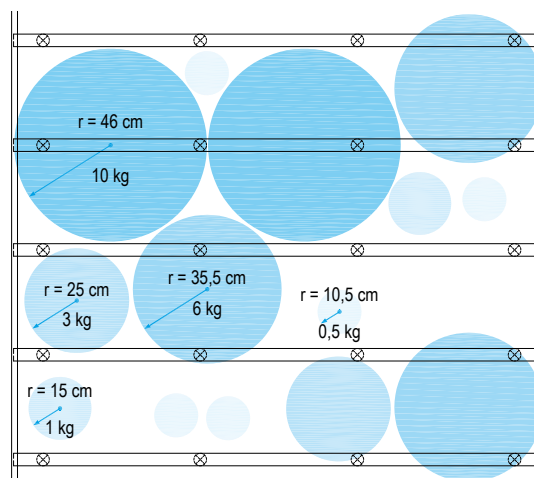 r = 46 cm
10 kg
r = 25 cm
3 kg
r = 35,5 cm
6 kg
r = 10,5 cm
0,5 kg
r = 15 cm
1 kg